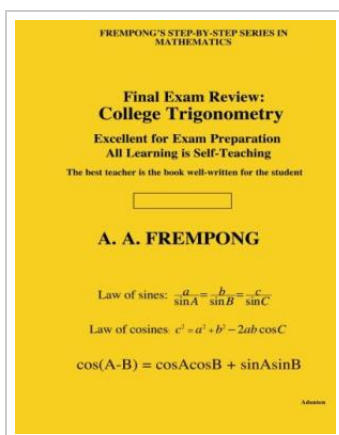 FREMPONG'S STEP-BY-STEP SERIES IN
MATHEMATICS
Final Exam Review:
College Trigonometry
Excellent for Exam Preparation
All Learning is Self-Teaching
The best teacher is the book well-written for the student
A. A. FREMPONG
Law of sines: a/sinA = b/sinB = c/sinC
Law of cosines: c² = a² + b² − 2ab cosC
cos(A-B) = cosAcosB + sinAsinB
Adonten